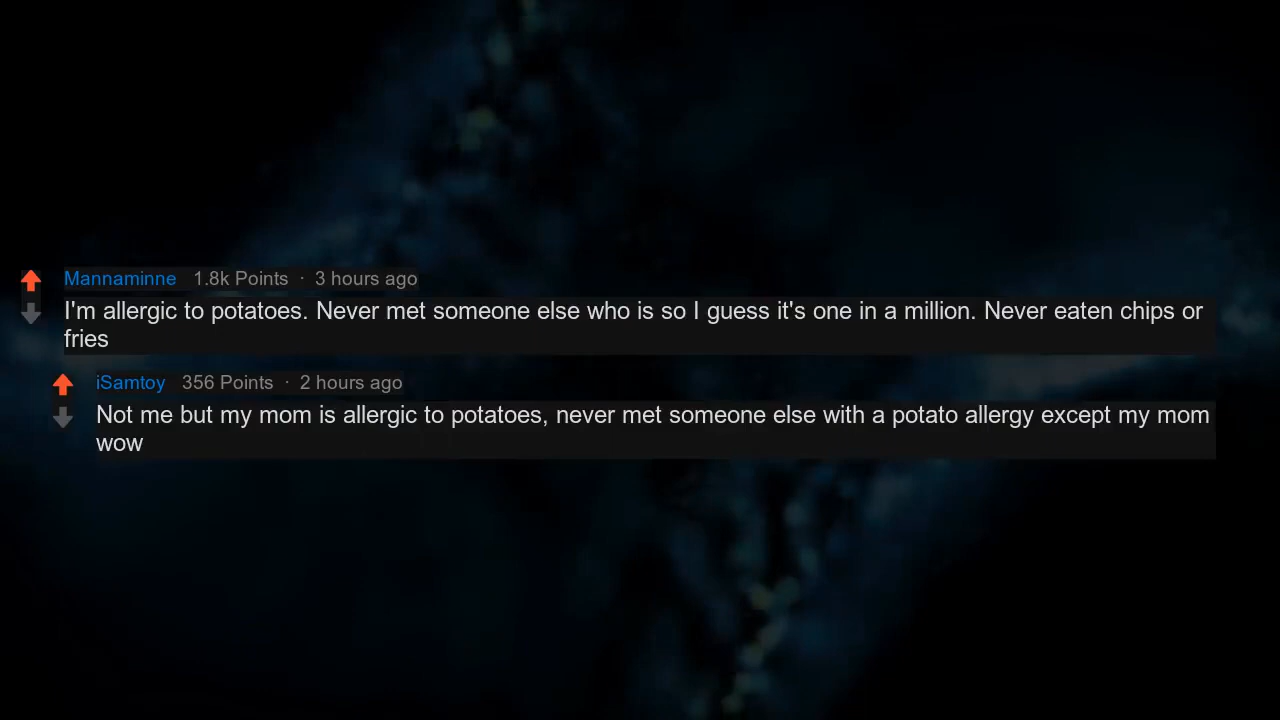 Mannaminne 1.8k Points · 3 hours ago
I'm allergic to potatoes. Never met someone else who is so I guess it's one in a million. Never eaten chips or
fries
iSamtoy 356 Points · 2 hours ago
Not me but my mom is allergic to potatoes, never met someone else with a potato allergy except my mom
wow